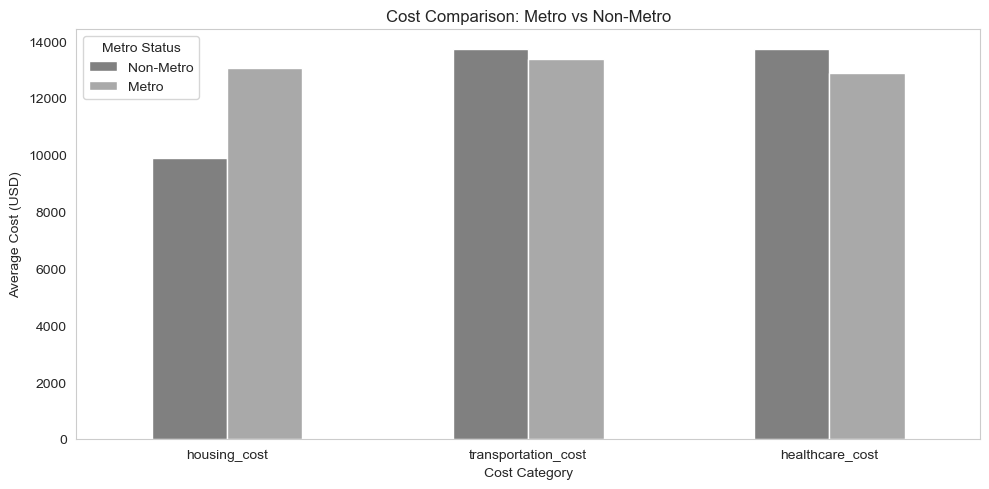 Cost Comparison: Metro vs Non-Metro
Metro Status
Non-Metro
Metro
Average Cost (USD)
14000
12000
10000
8000
6000
4000
2000
0
housing_cost
transportation_cost
healthcare_cost
Cost Category